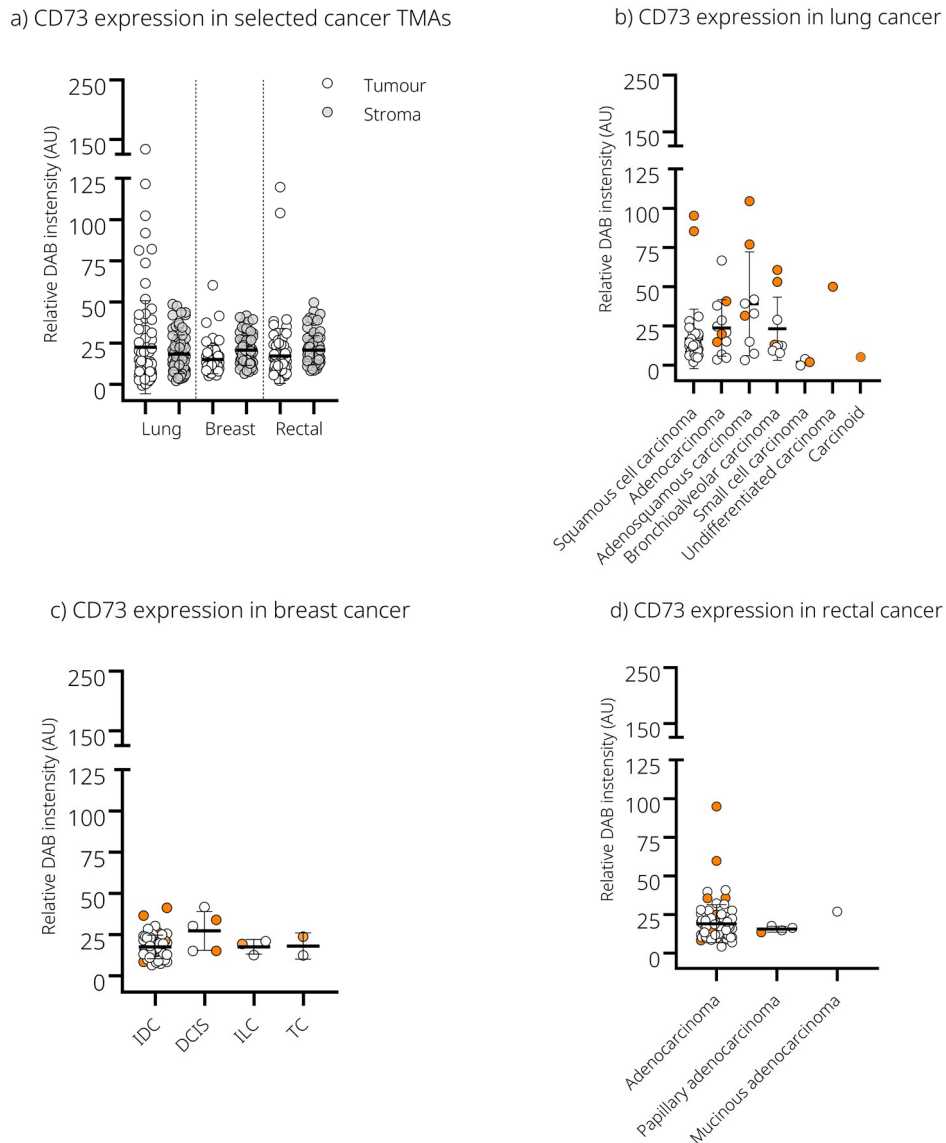 a) CD73 expression in selected cancer TMAs
Relative DAB instensity (AU)
250
150
125
100
75
50
25
0
Tumour
Stroma
Lung
Breast
Rectal
b) CD73 expression in lung cancer
Relative DAB instensity (AU)
250
150
125
100
75
50
25
0
Squamous cell carcinoma
Adenocarcinoma
Adenosquamous carcinoma
Bronchioalveolar carcinoma
Small cell carcinoma
Undifferentiated carcinoma
Carcinoid
c) CD73 expression in breast cancer
Relative DAB instensity (AU)
250
150
125
100
75
50
25
0
IDC
DCIS
ILC
TC
d) CD73 expression in rectal cancer
Relative DAB instensity (AU)
250
150
125
100
75
50
25
0
Adenocarcinoma
Papillary adenocarcinoma
Mucinous adenocarcinoma